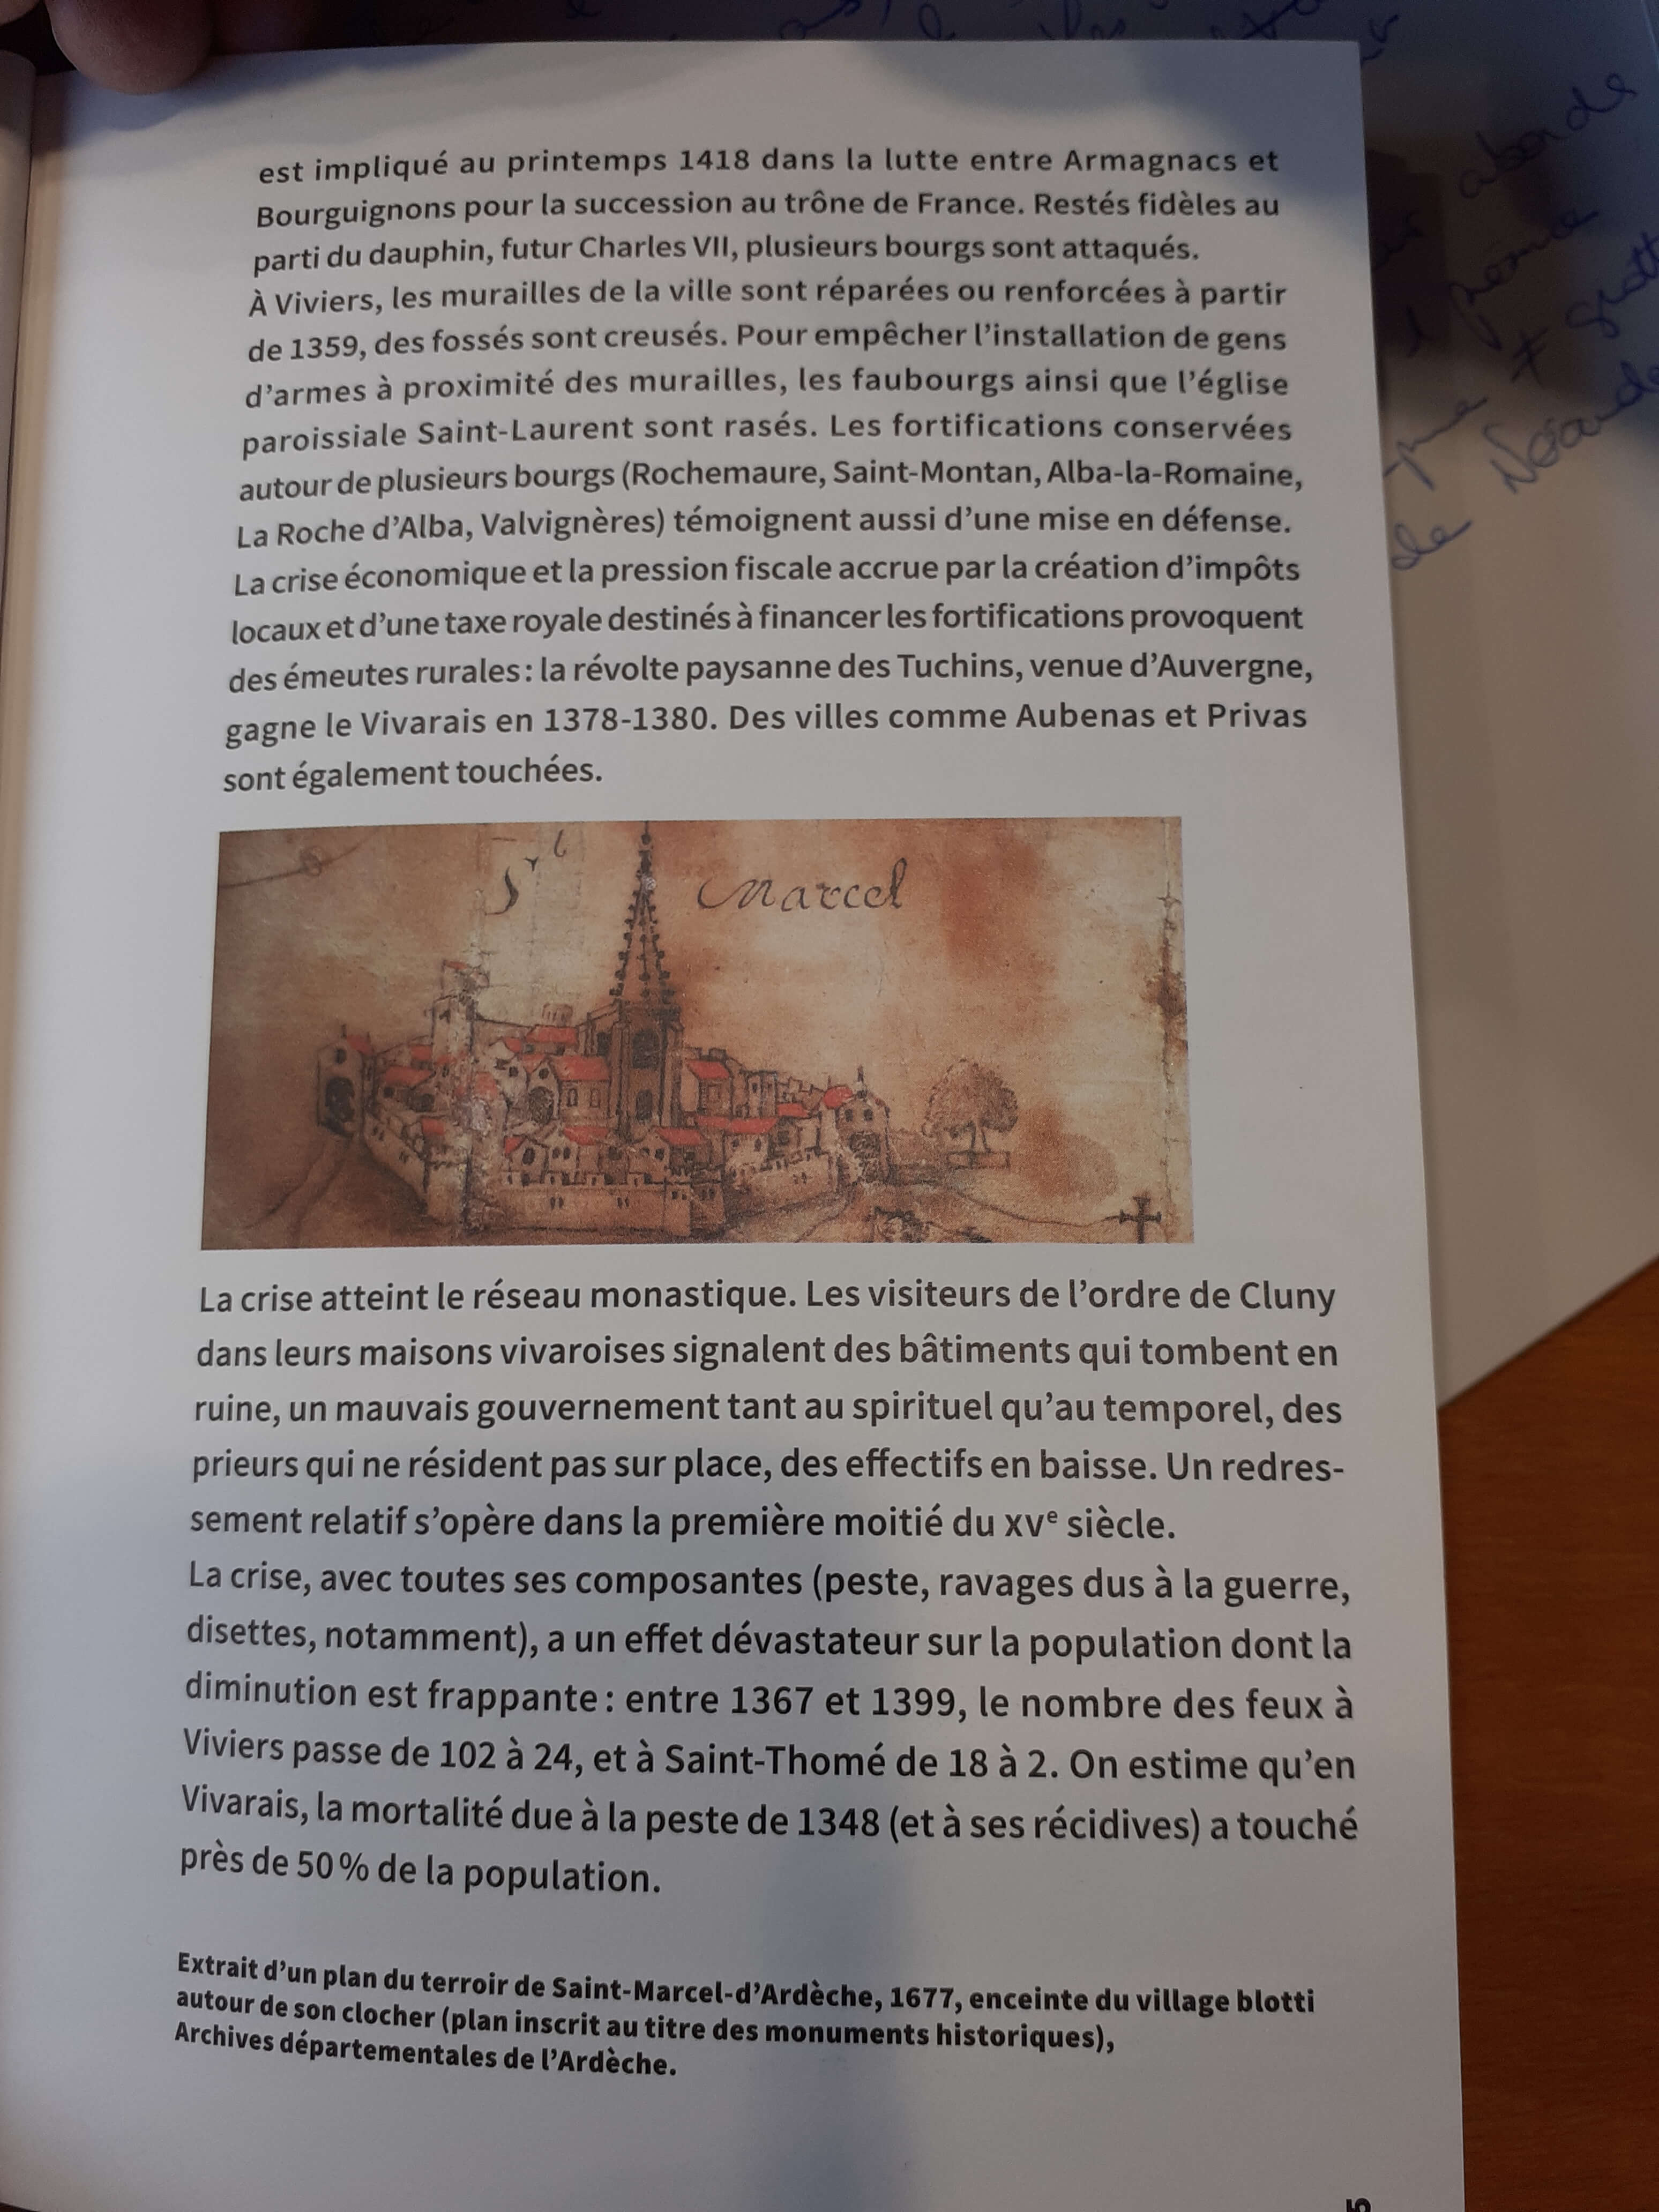 est impliqué au printemps 1418 dans la lutte entre Armagnacs et
Bourguignons pour la succession au trône de France. Restés fidèles au
parti du dauphin, futur Charles VII, plusieurs bourgs sont attaqués.
À Viviers, les murailles de la ville sont réparées ou renforcées à partir
de 1359, des fossés sont creusés. Pour empêcher l’installation de gens
d’armes à proximité des murailles, les faubourgs ainsi que l’église
paroissiale Saint-Laurent sont rasés. Les fortifications conservées
autour de plusieurs bourgs (Rochemaure, Saint-Montan, Alba-la-Romaine,
La Roche d’Alba, Valvignères) témoignent aussi d’une mise en défense.
La crise économique et la pression fiscale accrue par la création d’impôts
locaux et d’une taxe royale destinés à financer les fortifications provoquent
des émeutes rurales : la révolte paysanne des Tuchins, venue d’Auvergne,
gagne le Vivarais en 1378-1380. Des villes comme Aubenas et Privas
sont également touchées.
Marcel
La crise atteint le réseau monastique. Les visiteurs de l’ordre de Cluny
dans leurs maisons vivaroises signalent des bâtiments qui tombent en
ruine, un mauvais gouvernement tant au spirituel qu’au temporel, des
prieurs qui ne résident pas sur place, des effectifs en baisse. Un redres-
sement relatif s’opère dans la première moitié du XVe siècle.
La crise, avec toutes ses composantes (peste, ravages dus à la guerre,
disettes, notamment), a un effet dévastateur sur la population dont la
diminution est frappante : entre 1367 et 1399, le nombre des feux à
Viviers passe de 102 à 24, et à Saint-Thomé de 18 à 2. On estime qu’en
Vivarais, la mortalité due à la peste de 1348 (et à ses récidives) a touché
près de 50 % de la population.
Extrait d’un plan du terroir de Saint-Marcel-d’Ardèche, 1677, enceinte du village blotti
autour de son clocher (plan inscrit au titre des monuments historiques),
Archives départementales de l’Ardèche.
aborde
de